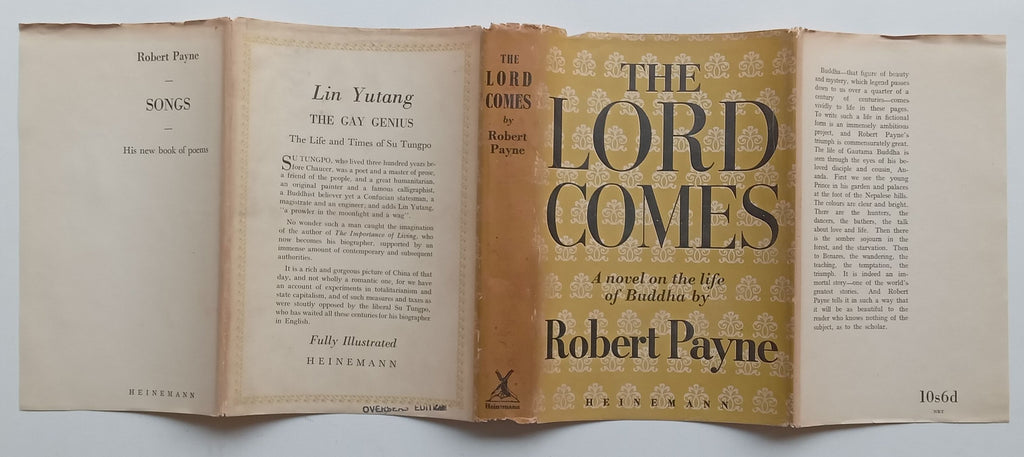 Robert Payne
—
SONGS
—
His new book of poems
HEINEMANN
Lin Yutang
THE GAY GENIUS
The Life and Times of Su Tungpo
SU TUNGPO, who lived three hundred years be-
fore Chaucer, was a poet and a master of prose,
a friend of the people, and a great humanitarian,
an original painter and a famous calligraphist,
a Buddhist believer yet a Confucian statesman, a
magistrate and an engineer, and adds Lin Yutang,
"a prowler in the moonlight and a wag".
No wonder such a man caught the imagination
of the author of The Importance of Living, who
now becomes his biographer, supported by an
immense amount of contemporary and subsequent
authorities.
It is a rich and gorgeous picture of China of that
day, and not wholly a romantic one, for we have
an account of experiments in totalitarianism and
state capitalism, and of such measures and taxes as
were stoutly opposed by the liberal Su Tungpo,
who has waited all these centuries for his biographer
in English.
Fully Illustrated
HEINEMANN
OVERSEAS EDITION
THE
LORD
COMES
by
Robert
Payne
Heinemann
THE
LORD
COMES
A novel on the life
of Buddha by
Robert Payne
HEINEMANN
Buddha—that figure of beauty
and mystery, which legend passes
down to us over a quarter of a
century of centuries—comes
vividly to life in these pages.
To write such a life in fictional
form is an immensely ambitious
project, and Robert Payne's
triumph is commensurately great.
The life of Gautama Buddha is
seen through the eyes of his be-
loved disciple and cousin, Au-
anda. First we see the young
Prince in his garden and palaces
at the foot of the Nepalese hills.
The colours are clear and bright.
There are the hunters, the
dancers, the bathers, the talk
about love and life. Then there
is the sombre sojourn in the
forest, and the starvation. Then
to Benares, the wandering, the
teaching, the temptation, the
triumph. It is indeed an im-
mortal story—one of the world's
greatest stories. And Robert
Payne tells it in such a way that
it will be as beautiful to the
reader who knows nothing of the
subject, as to the scholar.
10s6d
NET